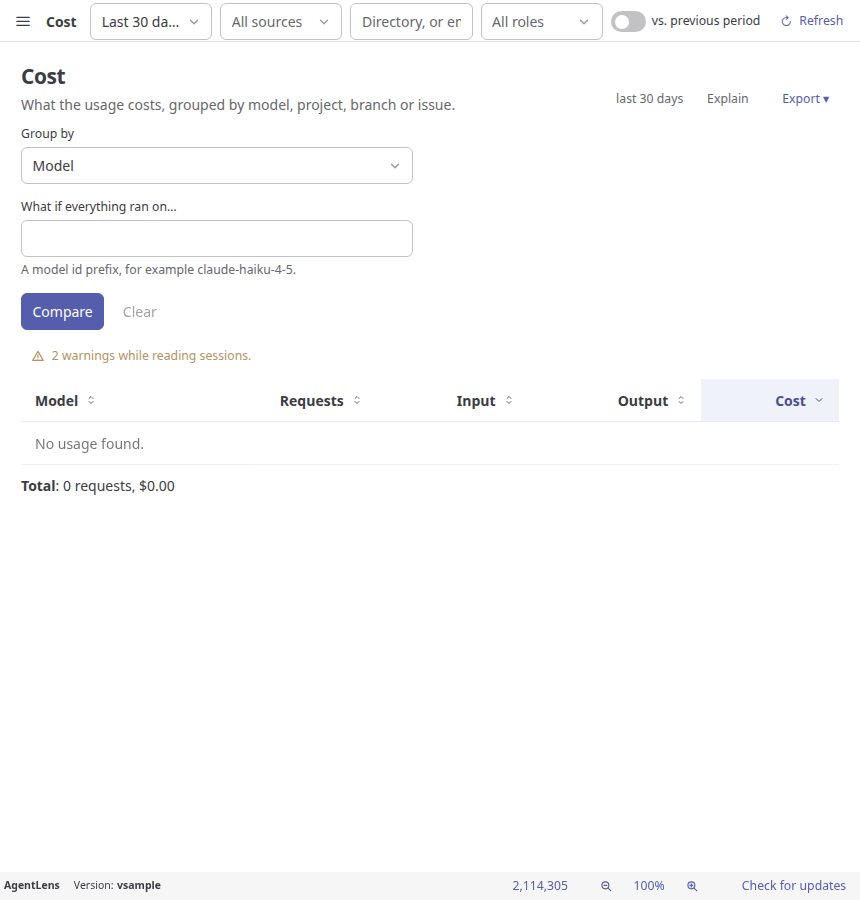 Cost Last 30 da... All sources Directory, or en All roles vs. previous period Refresh
Cost
What the usage costs, grouped by model, project, branch or issue.
last 30 days Explain Export ▾
Group by
Model
What if everything ran on...
A model id prefix, for example claude-haiku-4-5.
Compare Clear
2 warnings while reading sessions.
Model Requests Input Output Cost
No usage found.
Total: 0 requests, $0.00
AgentLens Version: vsample 2,114,305 100% Check for updates